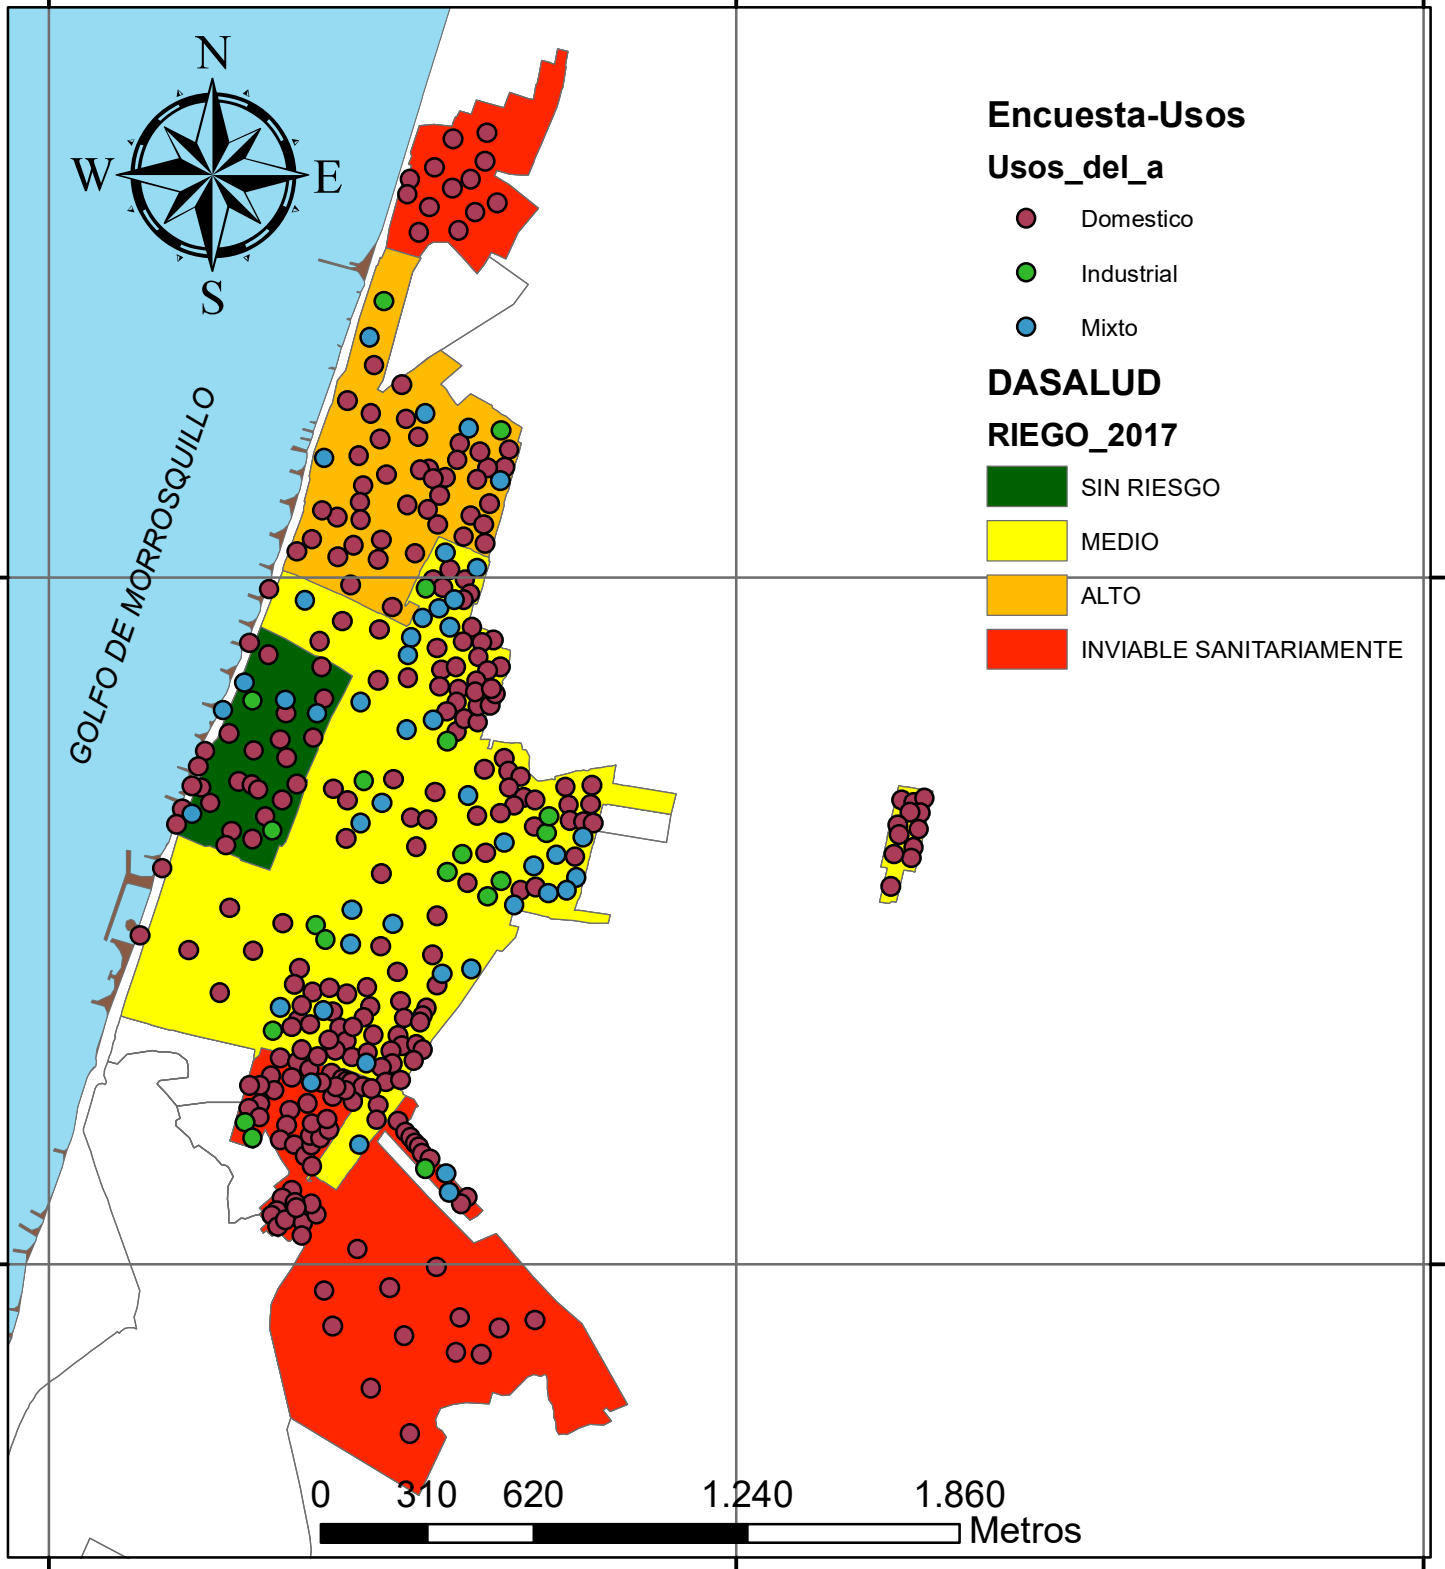 N
W
E
S
GOLFO DE MORROSQUILLO
Encuesta-Usos
Usos_del_a
Domestico
Industrial
Mixto
DASALUD
RIEGO_2017
SIN RIESGO
MEDIO
ALTO
INVIABLE SANITARIAMENTE
0 310 620 1.240 1.860
Metros